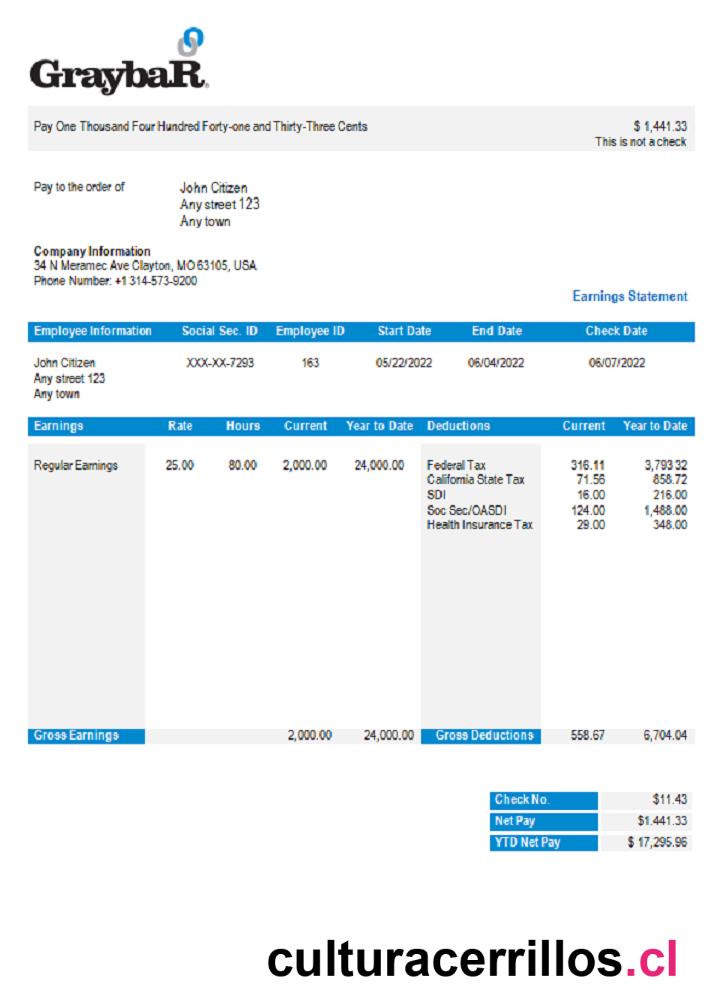 GraybaR
Pay One Thousand Four Hundred Forty-one and Thirty-Three Cents $ 1,441.33
This is not a check
Pay to the order of John Citizen
Any street 123
Any town
Company Information
34 N Meramec Ave Clayton, MO 63105, USA
Phone Number: +1 314-573-9200
Earnings Statement
Employee Information Social Sec. ID Employee ID Start Date End Date Check Date
John Citizen XXX-XX-7293 163 05/22/2022 06/04/2022 06/07/2022
Any street 123
Any town
Earnings Rate Hours Current Year to Date Deductions Current Year to Date
Regular Earnings 25.00 80.00 2,000.00 24,000.00 Federal Tax 316.11 3,793 32
California State Tax 71.56 858.72
SDI 16.00 216.00
Soc Sec/OASDI 124.00 1,488.00
Health Insurance Tax 29.00 348.00
Gross Earnings 2,000.00 24,000.00 Gross Deductions 558.67 6,704.04
Check No. $11.43
Net Pay $1.441.33
YTD Net Pay $ 17,295.96
culturacerrillos.cl